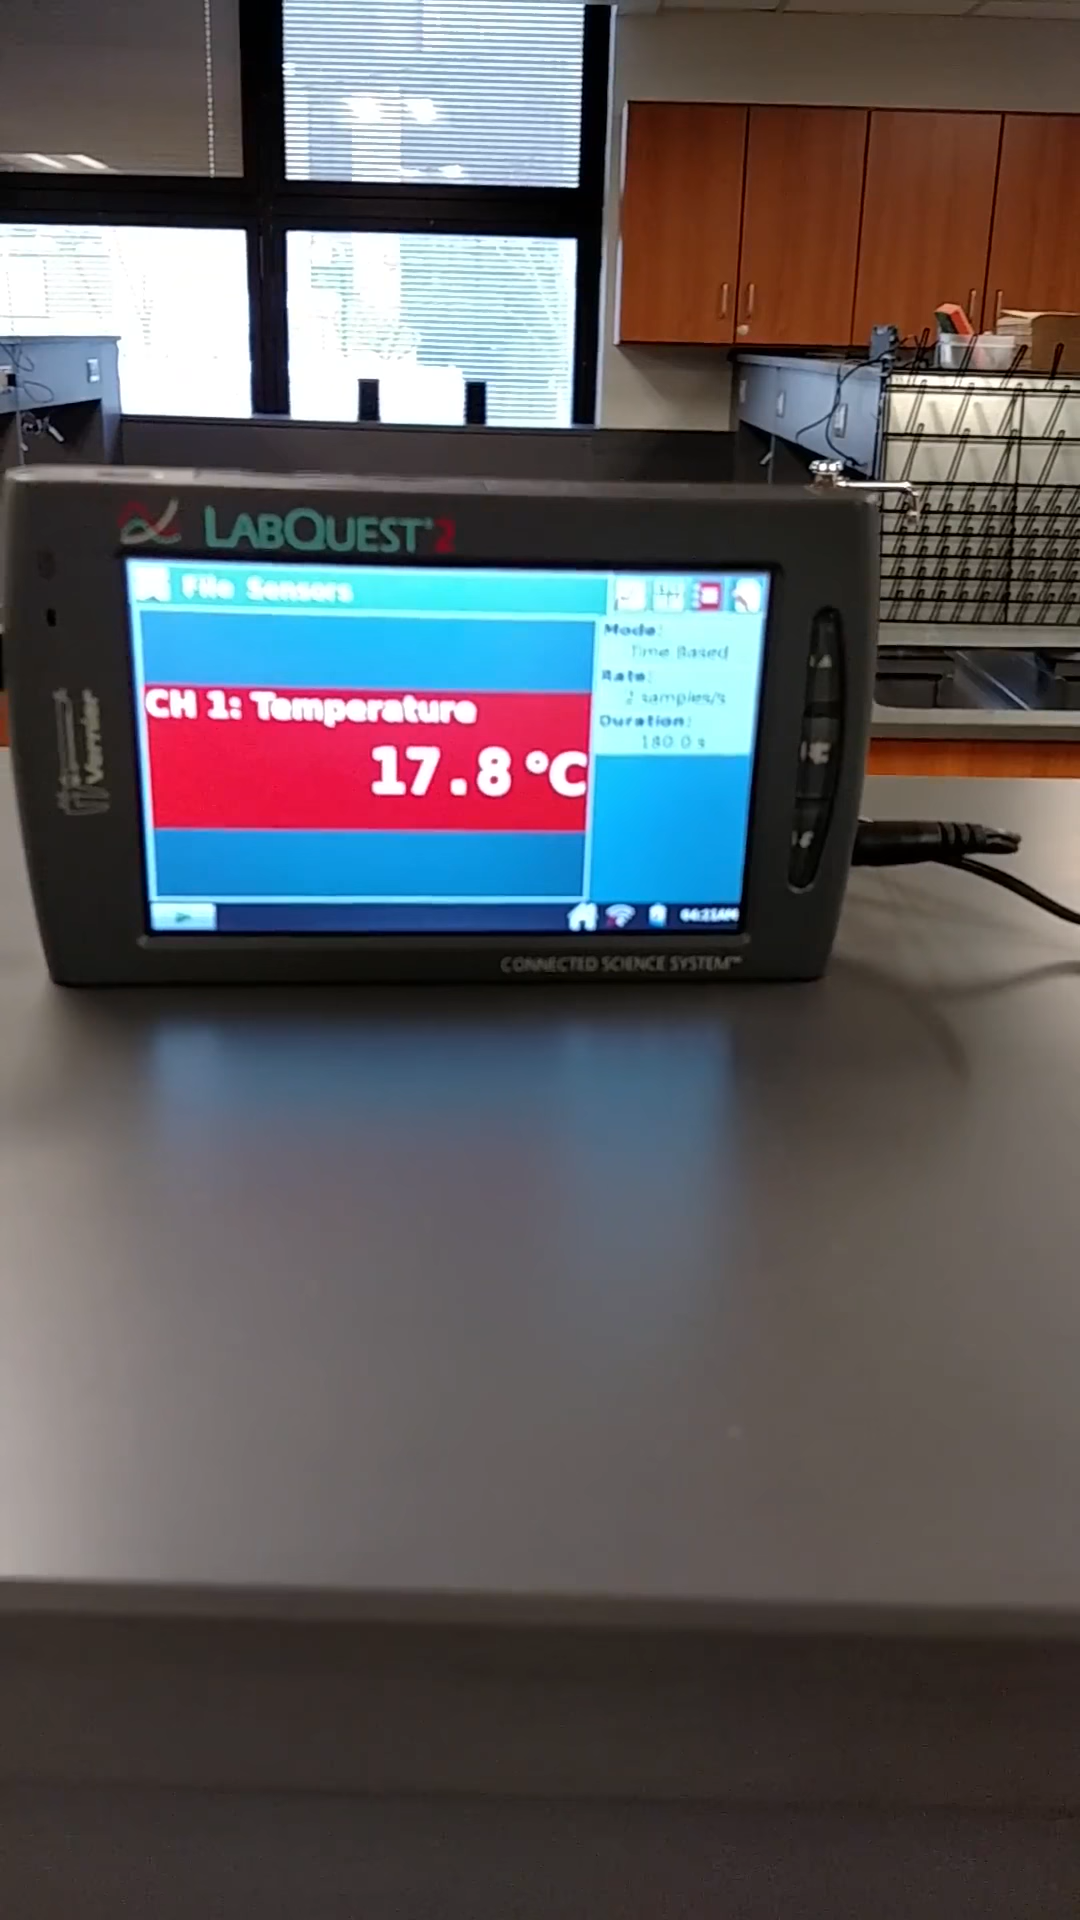 LABQUEST 2
File Sensors
Mode:
Time Based
Rate:
2 samples/s
Duration:
180.0 s
CH 1: Temperature
17.8 °C
Vernier
CONNECTED SCIENCE SYSTEM™